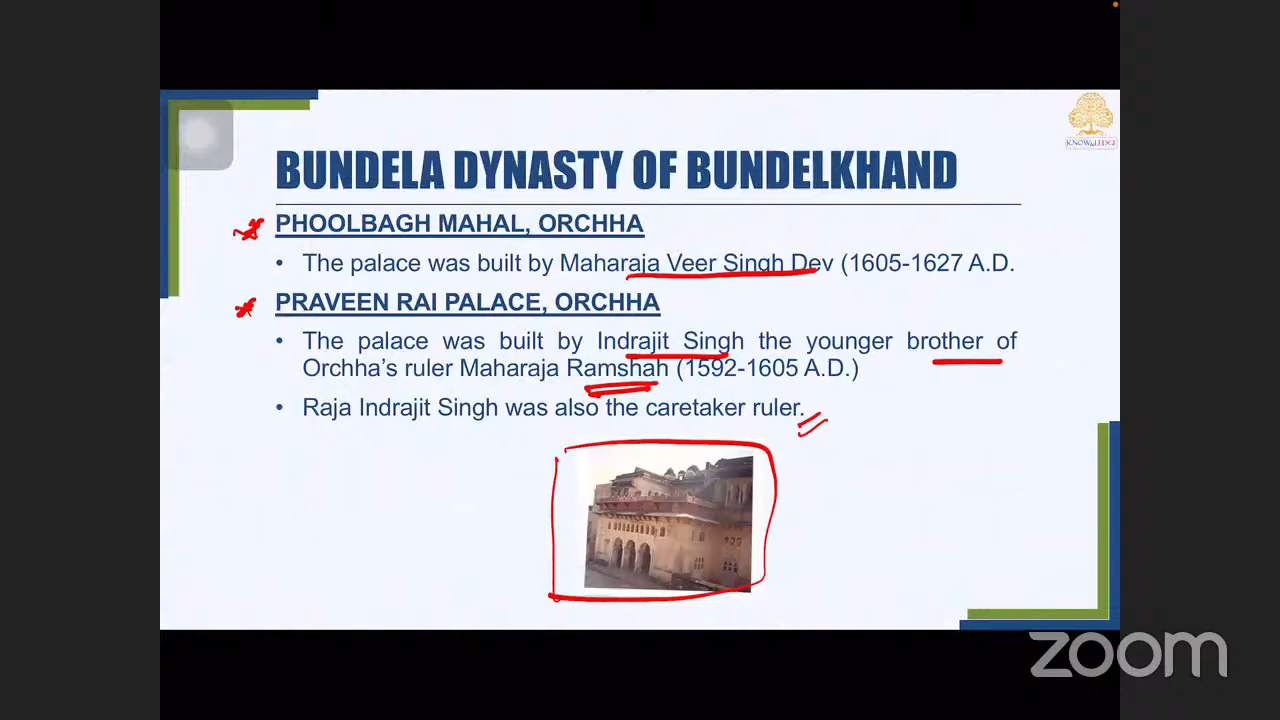 KNOWLEDGE
BUNDELA DYNASTY OF BUNDELKHAND
PHOOLBAGH MAHAL, ORCHHA
• The palace was built by Maharaja Veer Singh Dev (1605-1627 A.D.
PRAVEEN RAI PALACE, ORCHHA
• The palace was built by Indrajit Singh the younger brother of
Orchha's ruler Maharaja Ramshah (1592-1605 A.D.)
• Raja Indrajit Singh was also the caretaker ruler.
zoom